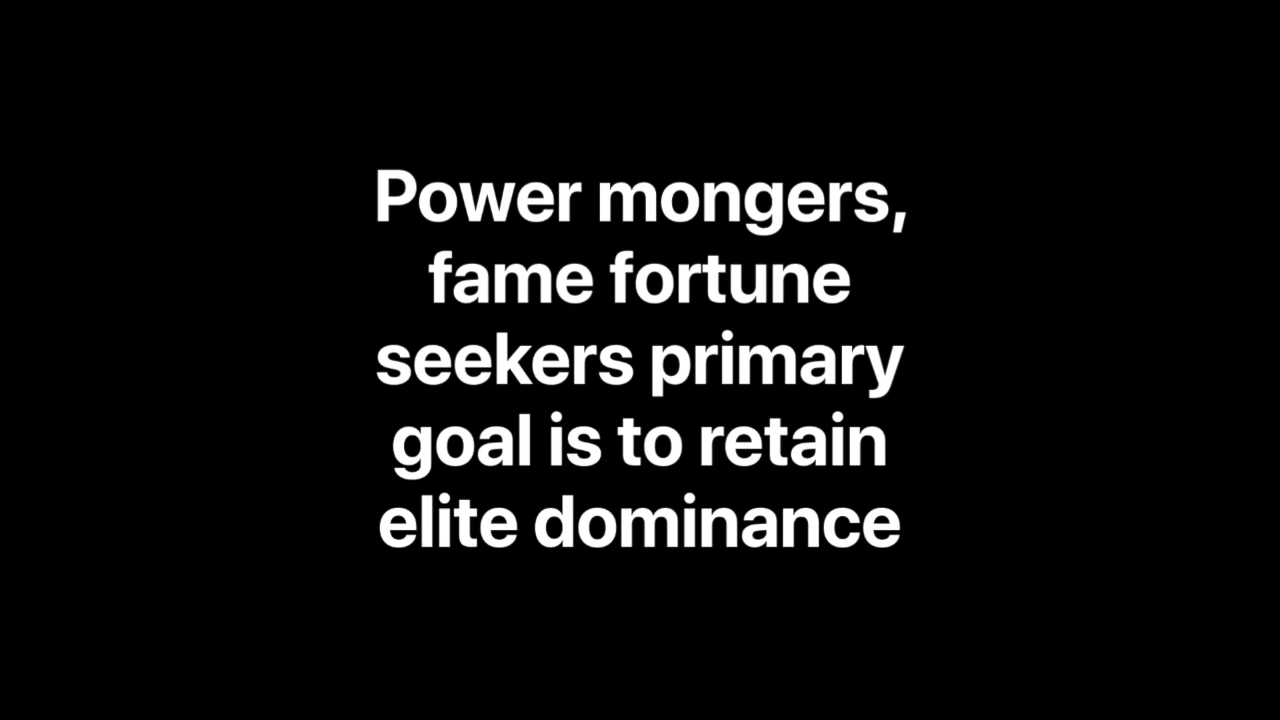 Power mongers,
fame fortune
seekers primary
goal is to retain
elite dominance